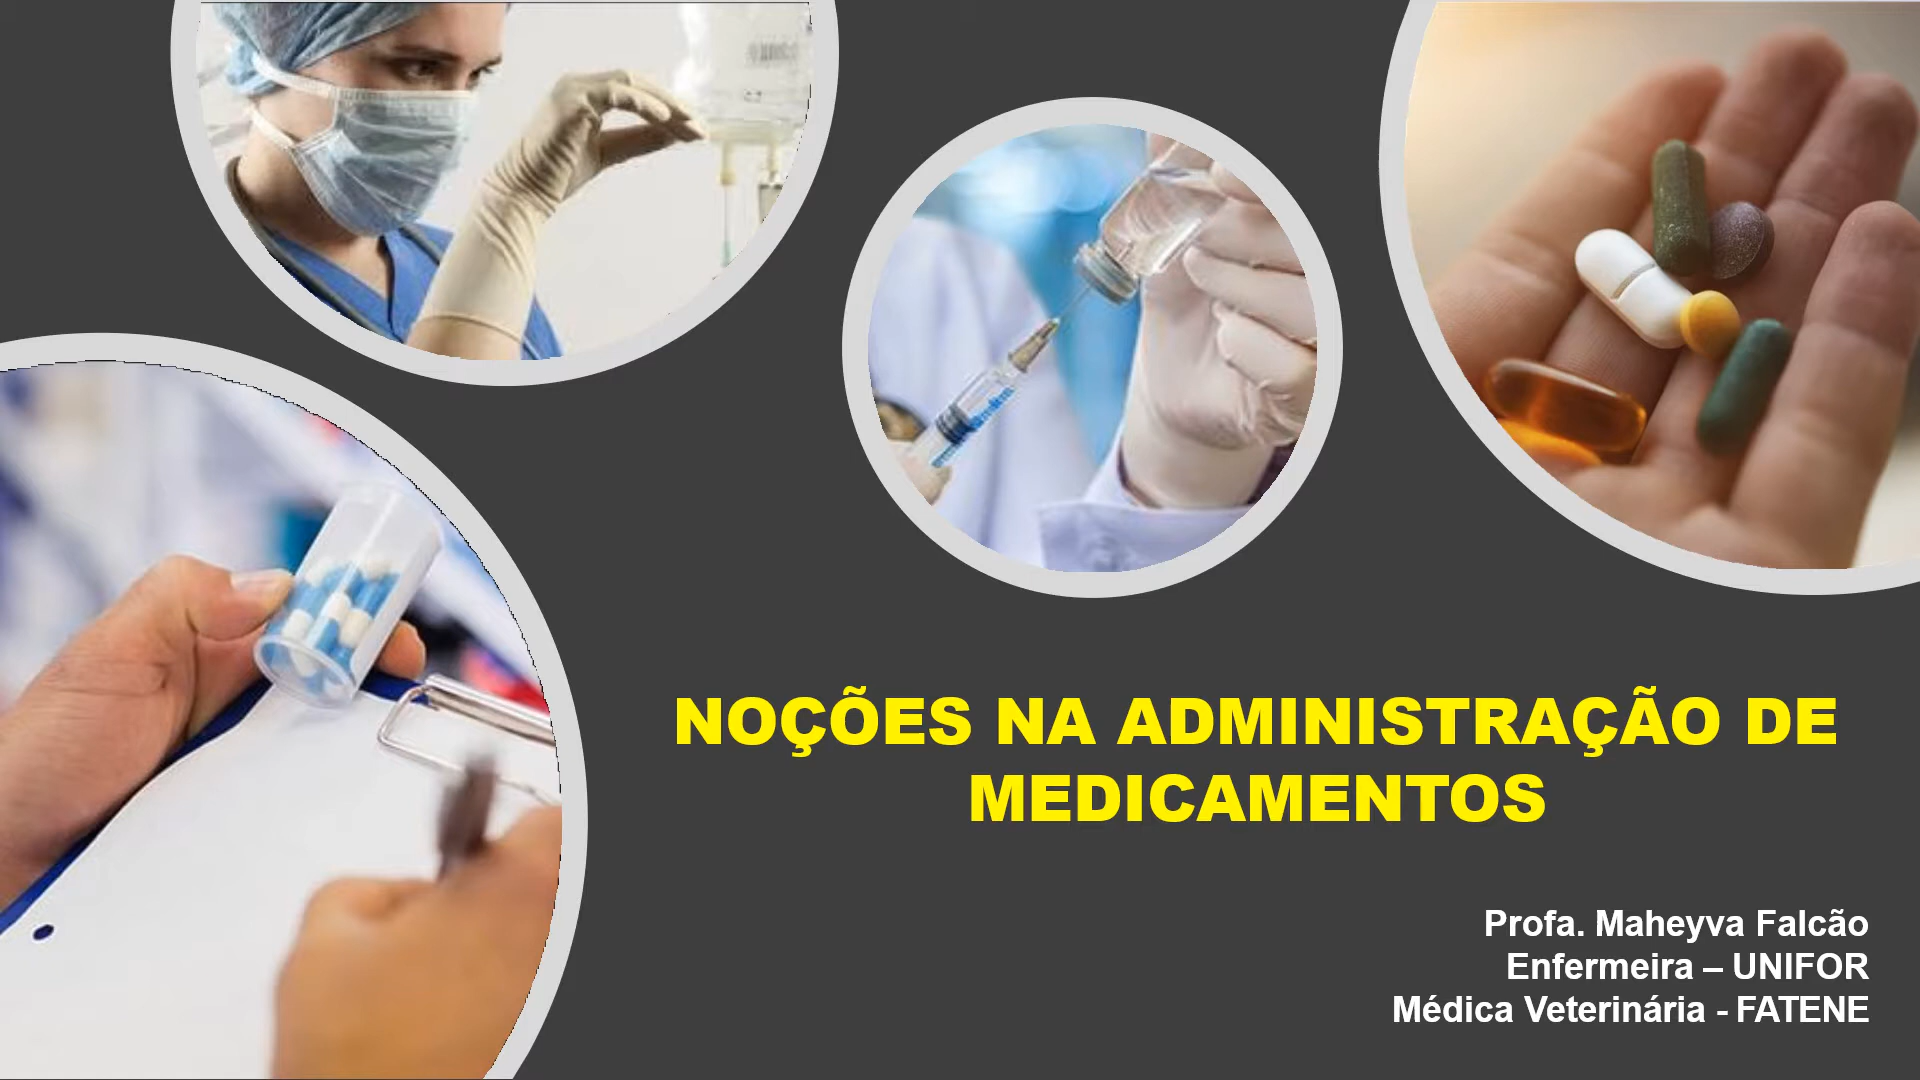 NOÇÕES NA ADMINISTRAÇÃO DE
MEDICAMENTOS
Profa. Maheyva Falcão
Enfermeira – UNIFOR
Médica Veterinária - FATENE